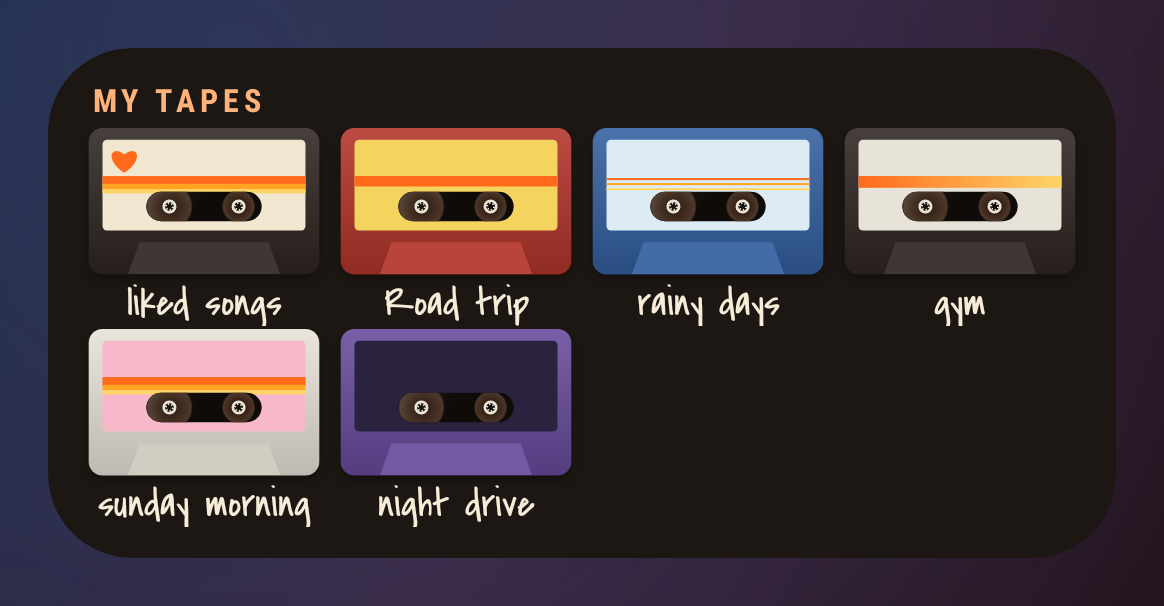 MY TAPES
liked songs
Road trip
rainy days
gym
sunday morning
night drive